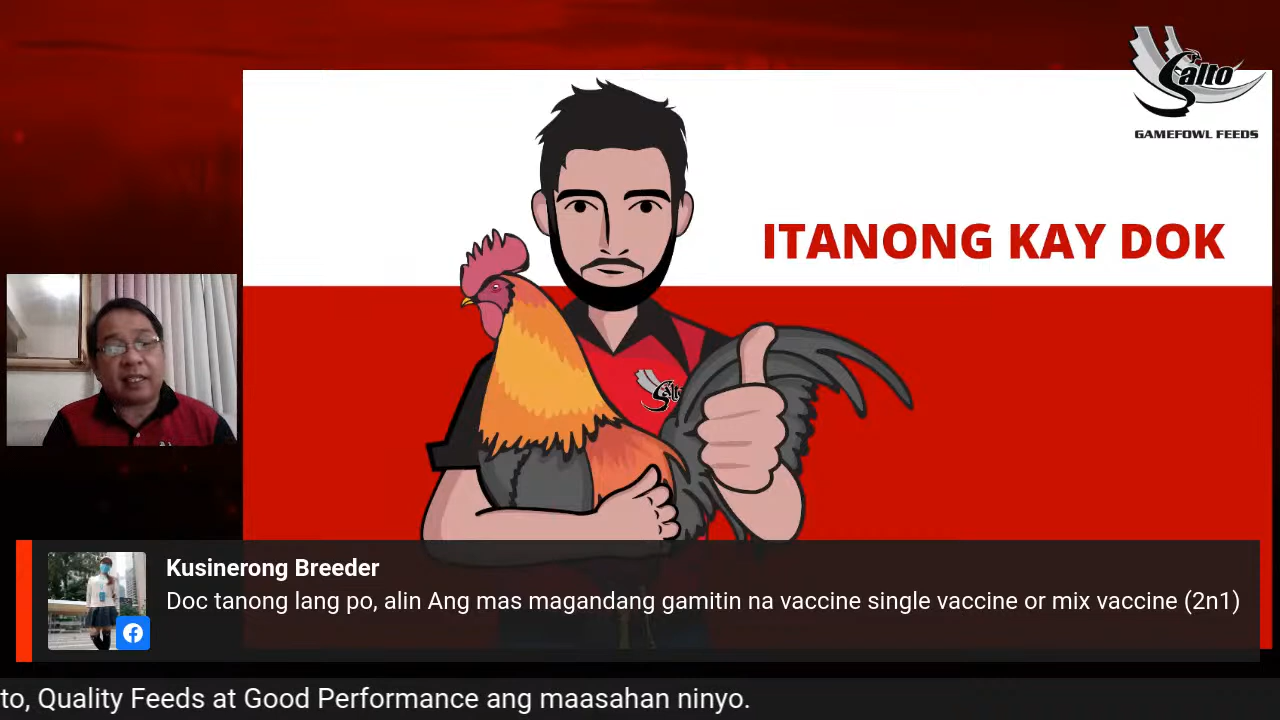 Salto
GAMEFOWL FEEDS
ITANONG KAY DOK
Kusinerong Breeder
Doc tanong lang po, alin Ang mas magandang gamitin na vaccine single vaccine or mix vaccine (2n1)
to, Quality Feeds at Good Performance ang maasahan ninyo.